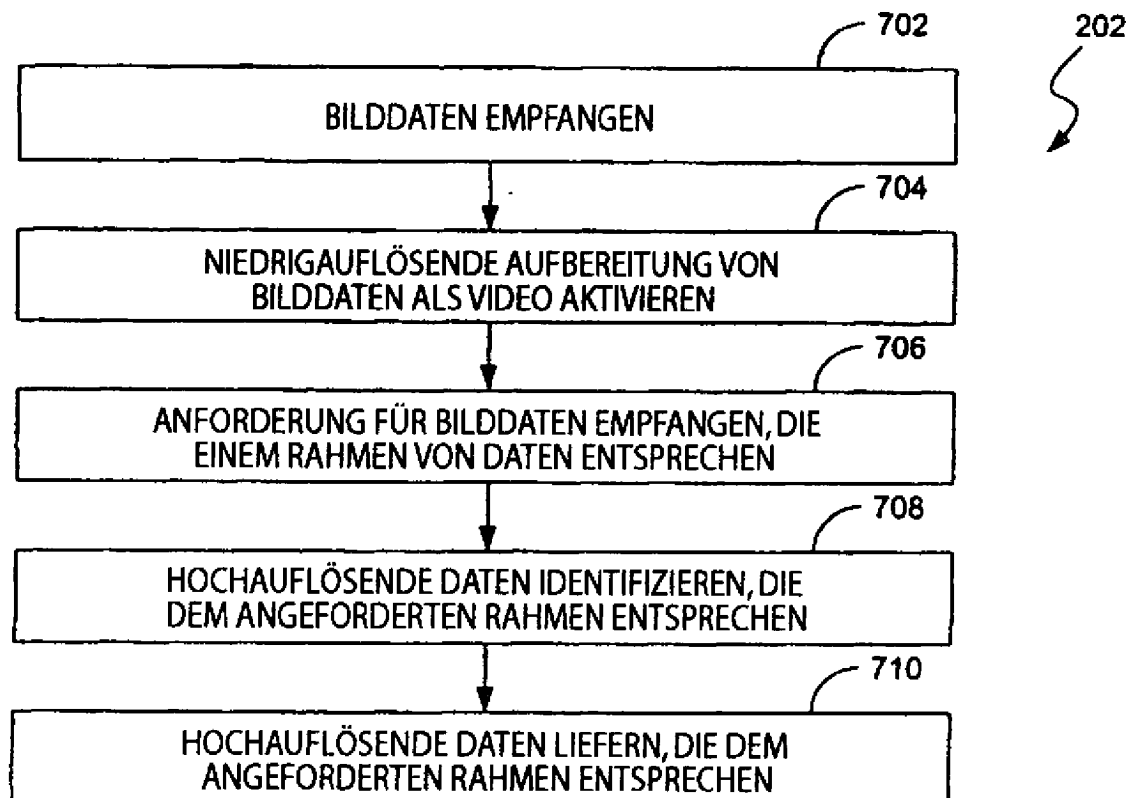 702
202
BILDDATEN EMPFANGEN
704
NIEDRIGAUFLÖSENDE AUFBEREITUNG VON
BILDDATEN ALS VIDEO AKTIVIEREN
706
ANFORDERUNG FÜR BILDDATEN EMPFANGEN, DIE
EINEM RAHMEN VON DATEN ENTSPRECHEN
708
HOCHAUFLÖSENDE DATEN IDENTIFIZIEREN, DIE
DEM ANGEFORDERTEN RAHMEN ENTSPRECHEN
710
HOCHAUFLÖSENDE DATEN LIEFERN, DIE DEM
ANGEFORDERTEN RAHMEN ENTSPRECHEN